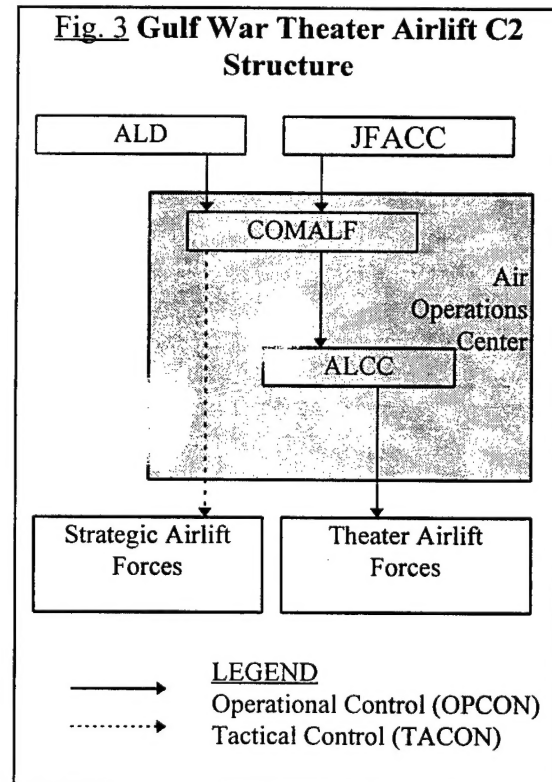 Fig. 3 Gulf War Theater Airlift C2
Structure
ALD
JFACC
COMALF
Air
Operations
Center
ALCC
Strategic Airlift
Forces
Theater Airlift
Forces
LEGEND
Operational Control (OPCON)
Tactical Control (TACON)